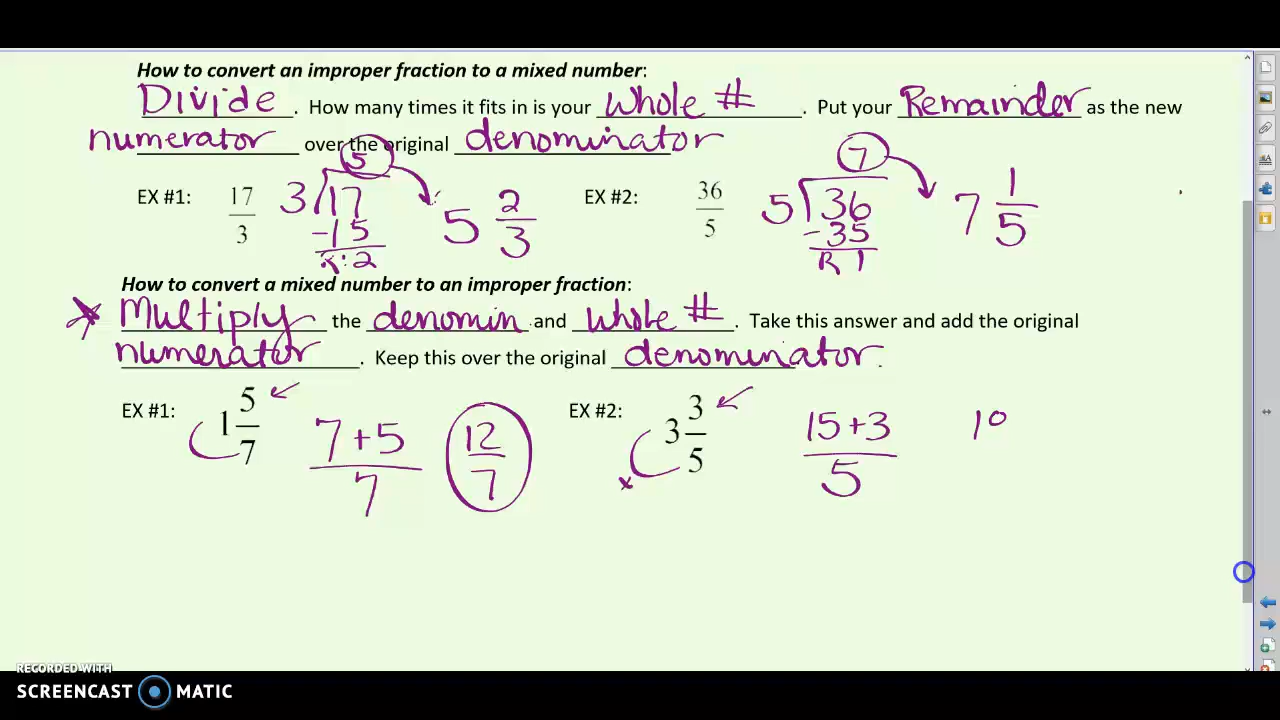 How to convert an improper fraction to a mixed number:
Divide. How many times it fits in is your whole #. Put your Remainder as the new
numerator over the original denominator
EX #1: 17/3 3 17 5 -15 R:2 5 2/3 EX #2: 36/5 5 36 7 -35 R 1 7 1/5
How to convert a mixed number to an improper fraction:
Multiply the denomin and whole #. Take this answer and add the original
numerator. Keep this over the original denominator.
EX #1: 1 5/7 7+5/7 12/7 EX #2: 3 3/5 x 15+3/5 18
RECORDED WITH
SCREENCAST MATIC